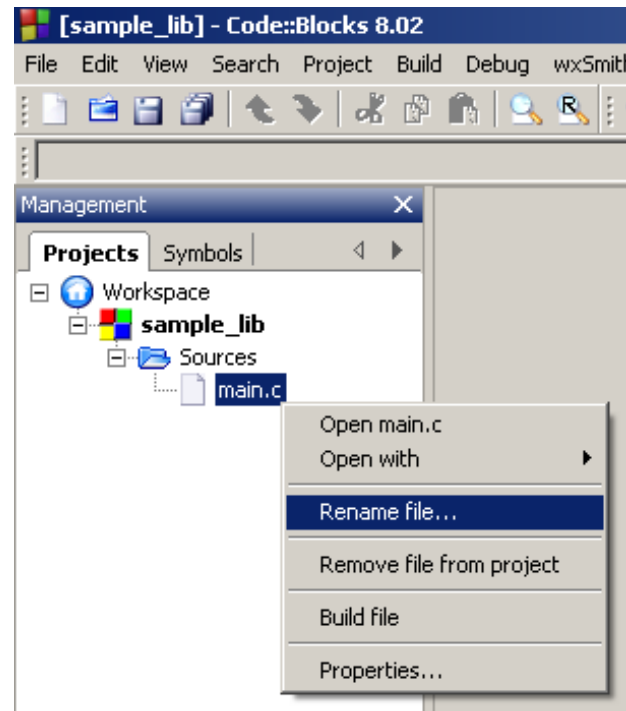 [sample_lib] - Code::Blocks 8.02
File Edit View Search Project Build Debug wxSmit
R
Management
Projects Symbols
Workspace
sample_lib
Sources
main.c
Open main.c
Open with
Rename file...
Remove file from project
Build file
Properties...